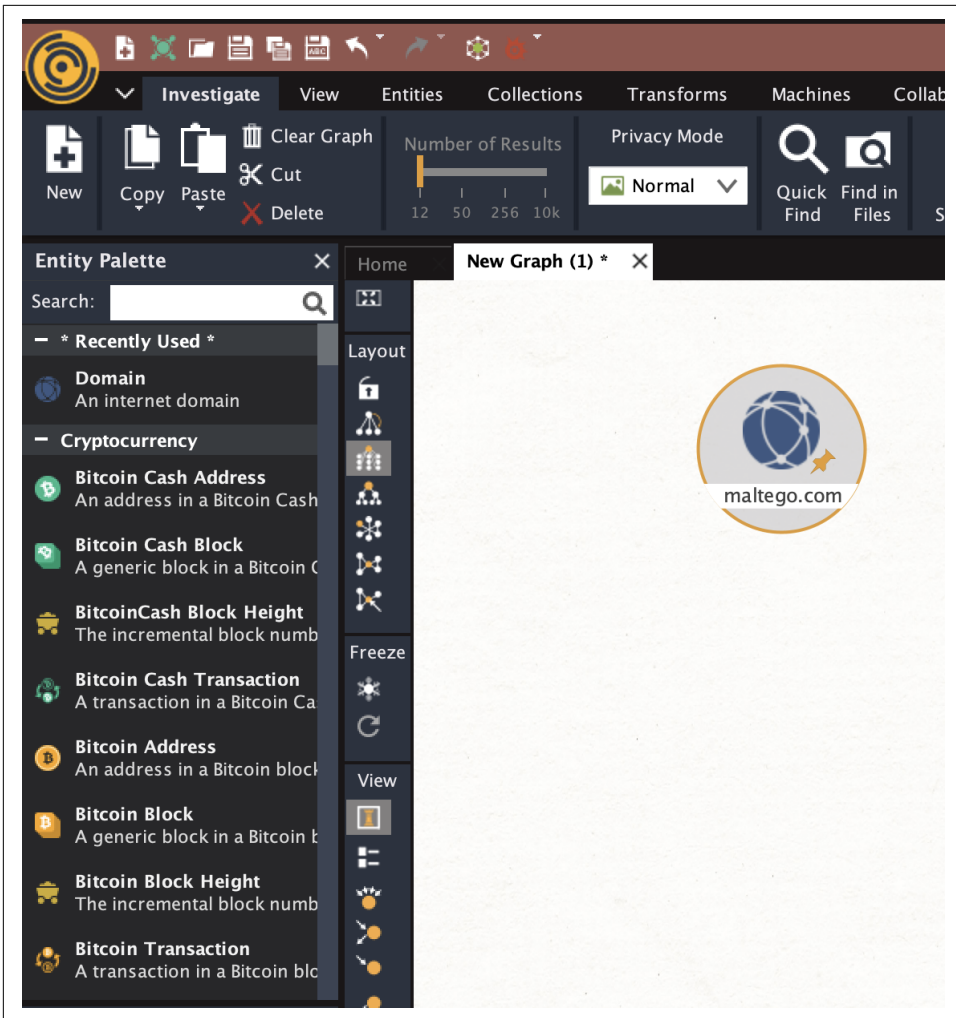 ABC
Investigate View Entities Collections Transforms Machines Collab
New
Copy
Paste
Clear Graph
Cut
Delete
Number of Results
12 50 256 10k
Privacy Mode
Normal
Quick Find
Find in Files
S
Entity Palette
Home
New Graph (1) *
Search:
* Recently Used *
Domain
An internet domain
Cryptocurrency
Bitcoin Cash Address
An address in a Bitcoin Cash
Bitcoin Cash Block
A generic block in a Bitcoin C
BitcoinCash Block Height
The incremental block numb
Bitcoin Cash Transaction
A transaction in a Bitcoin Ca
Bitcoin Address
An address in a Bitcoin block
Bitcoin Block
A generic block in a Bitcoin b
Bitcoin Block Height
The incremental block numb
Bitcoin Transaction
A transaction in a Bitcoin blo
Layout
Freeze
View
maltego.com